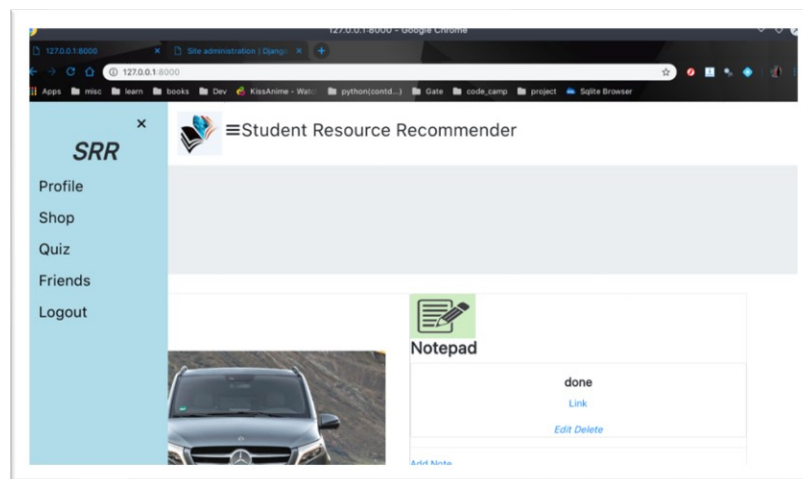 127.0.0.1:8000 - Google Chrome
127.0.0.1:8000
Site administration | Djang
127.0.0.1:8000
Apps misc learn books Dev KissAnime - Wat python(contd...) Gate code_camp project Sqlite Browser
SRR
Student Resource Recommender
Profile
Shop
Quiz
Friends
Logout
Notepad
done
Link
Edit Delete
Add Note